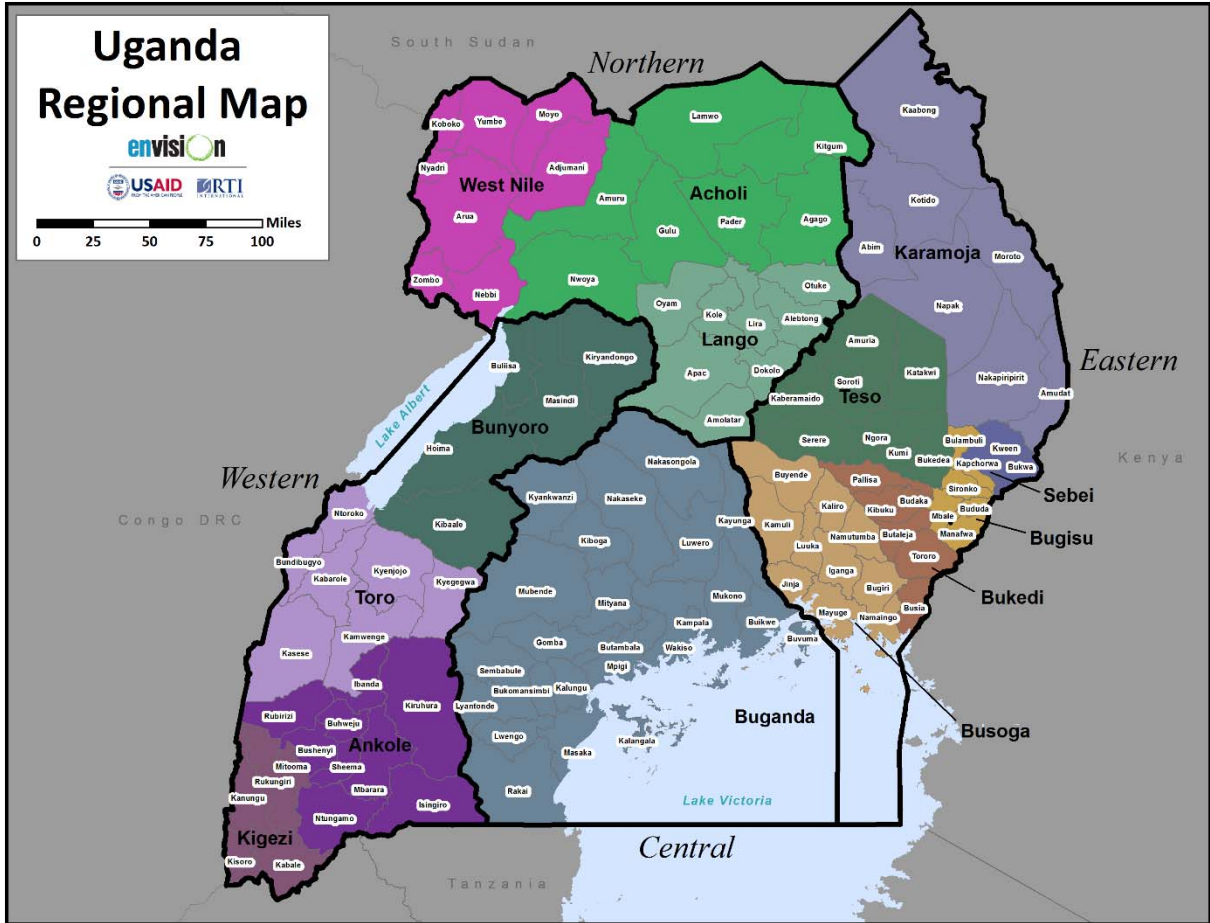 Uganda
Regional Map
envision
USAID
FROM THE AMERICAN PEOPLE
RTI
INTERNATIONAL
Miles
0 25 50 75 100
South Sudan
Northern
Koboko
Yumbe
Moyo
Nyadri
Adjumani
West Nile
Arua
Zombo
Nebbi
Lamwo
Kitgum
Acholi
Amuru
Gulu
Pader
Agago
Nwoya
Kaabong
Kotido
Abim
Karamoja
Moroto
Napak
Nakapiripirit
Amudat
Eastern
Oyam
Otuke
Kole
Lira
Alebtong
Lango
Apac
Dokolo
Amolatar
Amuria
Katakwi
Soroti
Kaberamaido
Teso
Serere
Ngora
Kumi
Bukedea
Lake Albert
Buliisa
Kiryandongo
Masindi
Bunyoro
Hoima
Kibaale
Western
Congo DRC
Kenya
Bulambuli
Kween
Kapchorwa
Bukwa
Sebei
Sironko
Bududa
Mbale
Manafwa
Bugisu
Pallisa
Budaka
Kibuku
Butaleja
Tororo
Busia
Bukedi
Buyende
Kaliro
Kamuli
Namutumba
Luuka
Iganga
Jinja
Bugiri
Mayuge
Namaingo
Busoga
Ntoroko
Bundibugyo
Kabarole
Kyenjojo
Kyegegwa
Toro
Kamwenge
Kasese
Nakasongola
Kyankwanzi
Nakaseke
Kayunga
Kiboga
Luwero
Mubende
Mityana
Mukono
Kampala
Buikwe
Gomba
Butambala
Wakiso
Buvuma
Mpigi
Sembabule
Bukomansimbi
Kalungu
Lyantonde
Buganda
Lwengo
Masaka
Kalangala
Rakai
Lake Victoria
Ibanda
Kiruhura
Rubirizi
Buhweju
Ankole
Bushenyi
Mitooma
Sheema
Rukungiri
Mbarara
Kanungu
Isingiro
Ntungamo
Kigezi
Kisoro
Kabale
Central
Tanzania